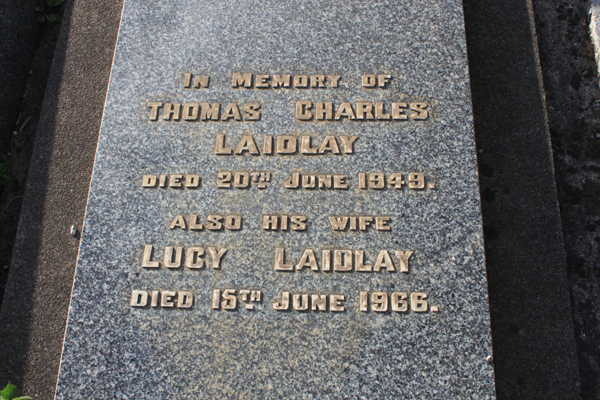 IN MEMORY OF
THOMAS CHARLES
LAIDLAY
DIED 20TH JUNE 1949.
ALSO HIS WIFE
LUCY LAIDLAY
DIED 15TH JUNE 1966.